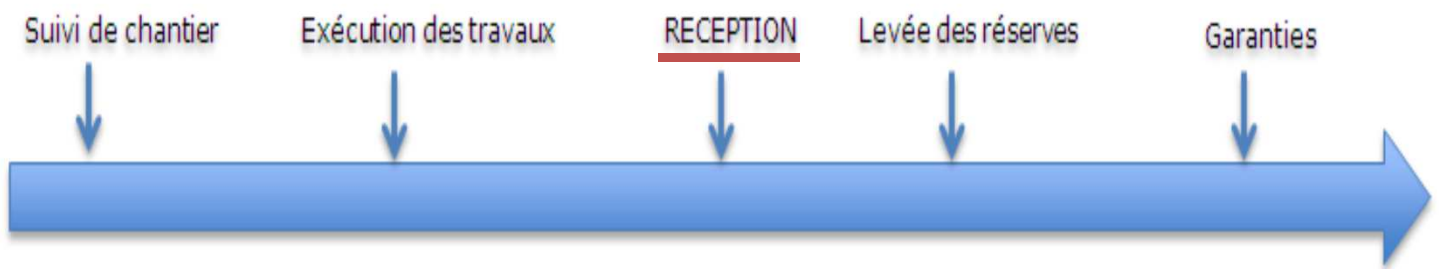 Suivi de chantier
Exécution des travaux
RECEPTION
Levée des réserves
Garanties